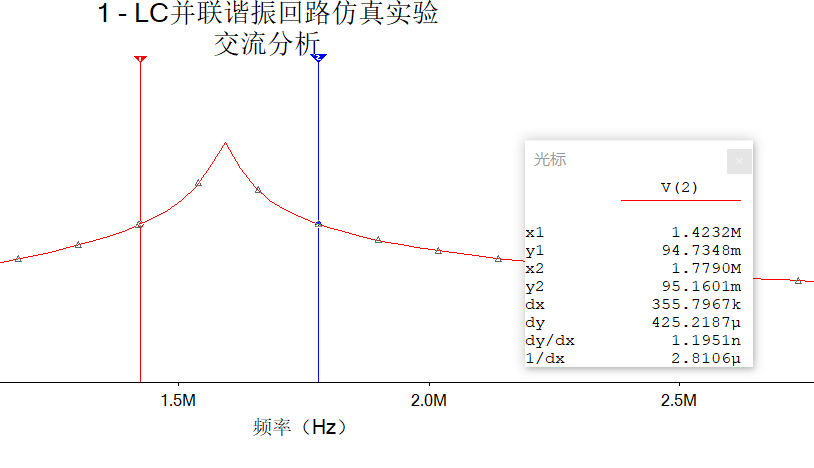 1 - LC并联谐振回路仿真实验
交流分析
1
2
光标
×
V(2)
x1 1.4232M
y1 94.7348m
x2 1.7790M
y2 95.1601m
dx 355.7967k
dy 425.2187µ
dy/dx 1.1951n
1/dx 2.8106µ
1.5M 2.0M 2.5M
频率（Hz）